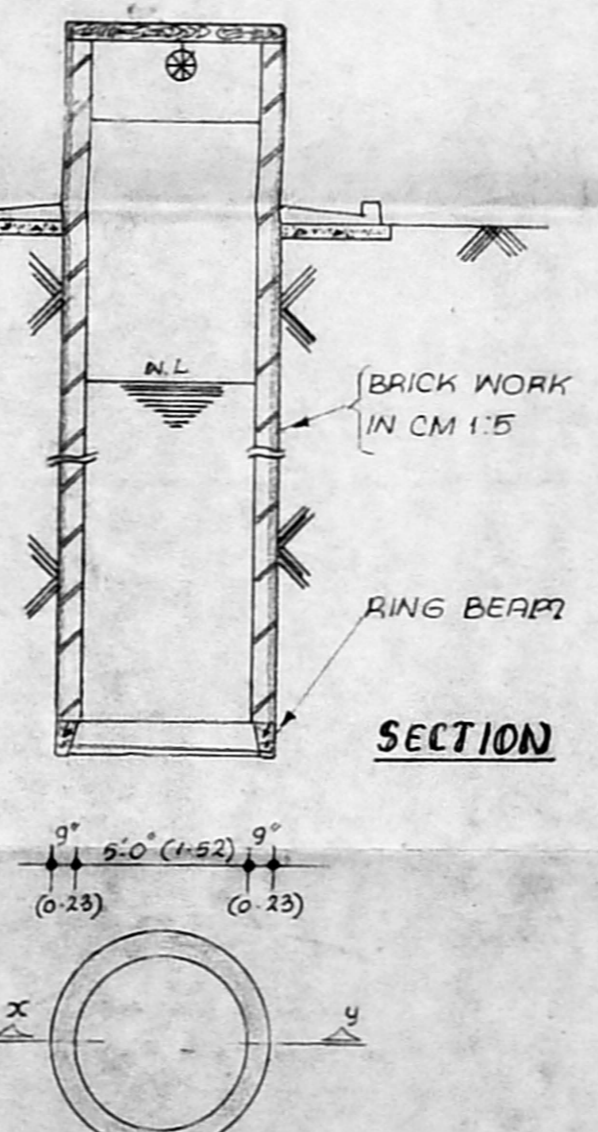 W.L
BRICK WORK
IN CM 1:5
RING BEAM
SECTION
9" 5'-0" (1.52) 9"
(0.23) (0.23)
x y